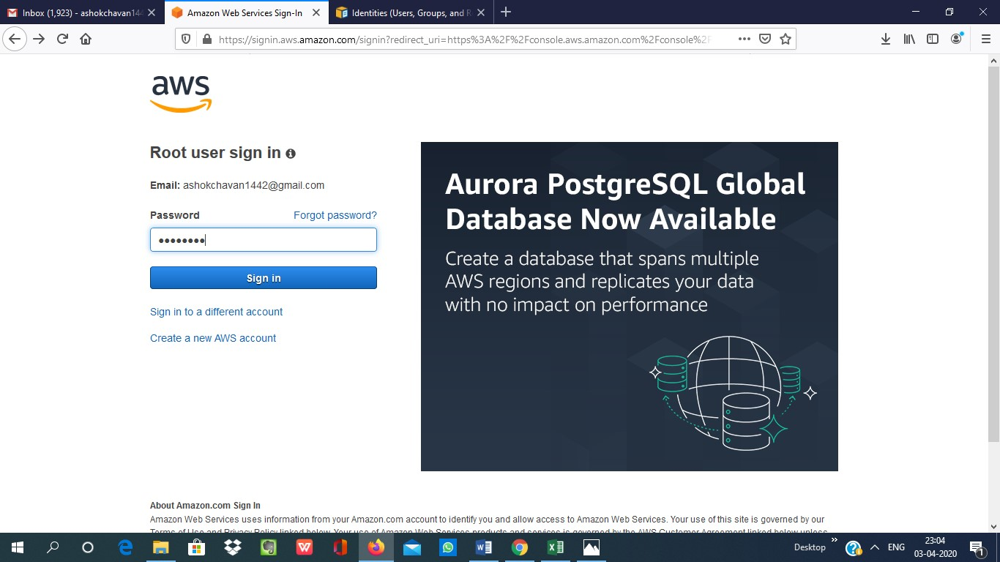 Inbox (1,923) - ashokchavan144
Amazon Web Services Sign-In
Identities (Users, Groups, and R
https://signin.aws.amazon.com/signin?redirect_uri=https%3A%2F%2Fconsole.aws.amazon.com%2Fconsole%2F
aws
Root user sign in
Email: ashokchavan1442@gmail.com
Password Forgot password?
Sign in
Sign in to a different account
Create a new AWS account
Aurora PostgreSQL Global
Database Now Available
Create a database that spans multiple
AWS regions and replicates your data
with no impact on performance
About Amazon.com Sign In
Amazon Web Services uses information from your Amazon.com account to identify you and allow access to Amazon Web Services. Your use of this site is governed by our
Terms of Use and Privacy Policy linked below. Your use of Amazon Web Services products and services is governed by the AWS Customer Agreement linked below unless
Desktop
ENG
23:04
03-04-2020
1